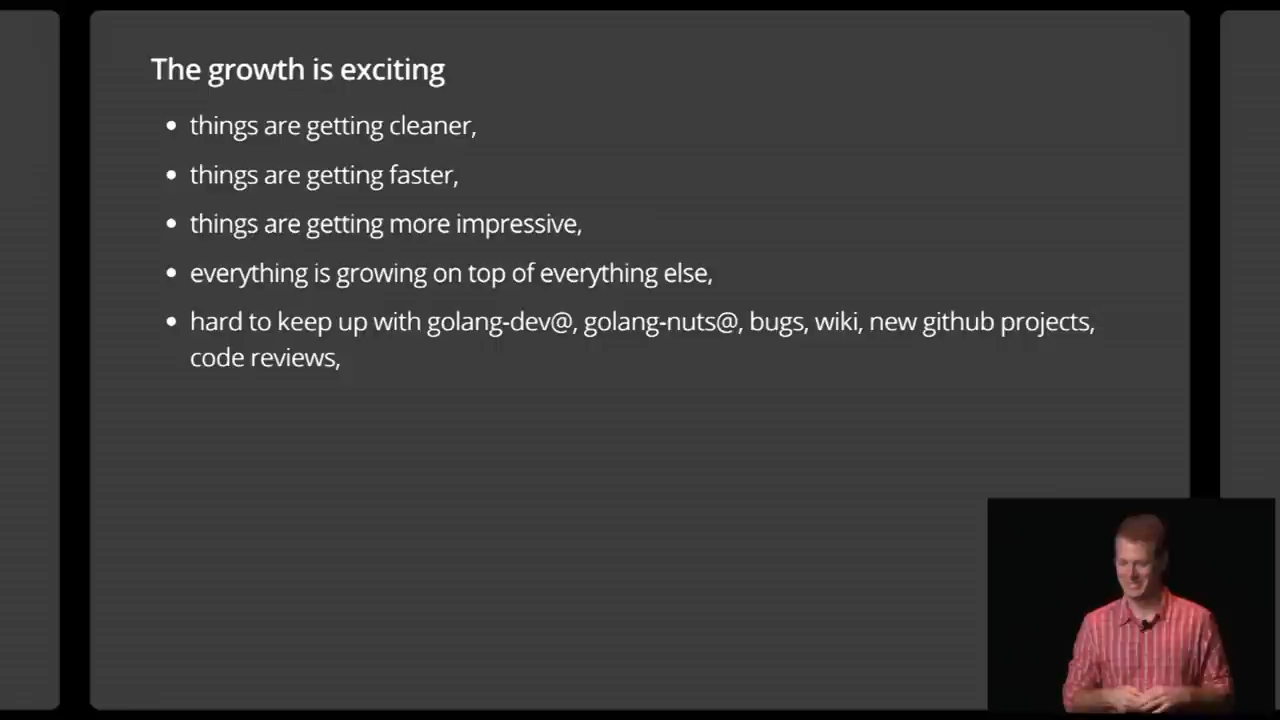 The growth is exciting
• things are getting cleaner,
• things are getting faster,
• things are getting more impressive,
• everything is growing on top of everything else,
• hard to keep up with golang-dev@, golang-nuts@, bugs, wiki, new github projects,
code reviews,